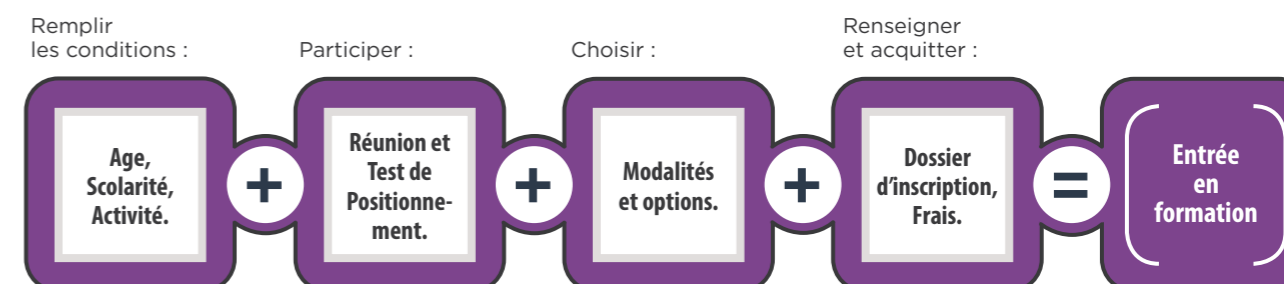 Remplir
les conditions :
Participer :
Choisir :
Renseigner
et acquitter :
Age,
Scolarité,
Activité.
+
Réunion et
Test de
Positionne-
ment.
+
Modalités
et options.
+
Dossier
d'inscription,
Frais.
=
Entrée
en
formation